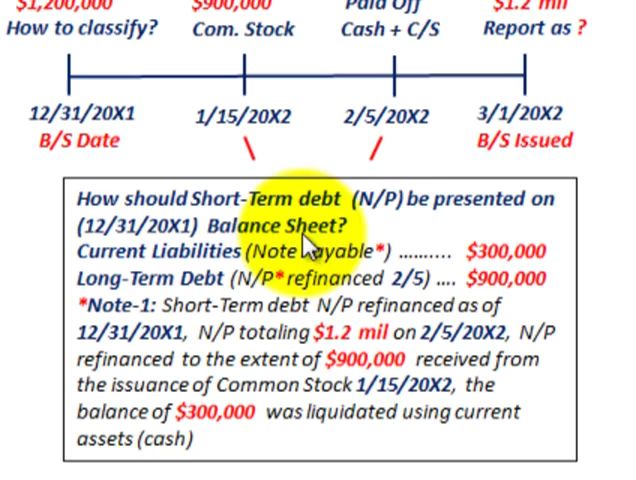 $1,200,000 $900,000 Paid Off $1.2 mil
How to classify? Com. Stock Cash + C/S Report as ?
12/31/20X1 1/15/20X2 2/5/20X2 3/1/20X2
B/S Date B/S Issued
How should Short-Term debt (N/P) be presented on
(12/31/20X1) Balance Sheet?
Current Liabilities (Note Payable*) .......... $300,000
Long-Term Debt (N/P* refinanced 2/5) .... $900,000
*Note-1: Short-Term debt N/P refinanced as of
12/31/20X1, N/P totaling $1.2 mil on 2/5/20X2, N/P
refinanced to the extent of $900,000 received from
the issuance of Common Stock 1/15/20X2, the
balance of $300,000 was liquidated using current
assets (cash)